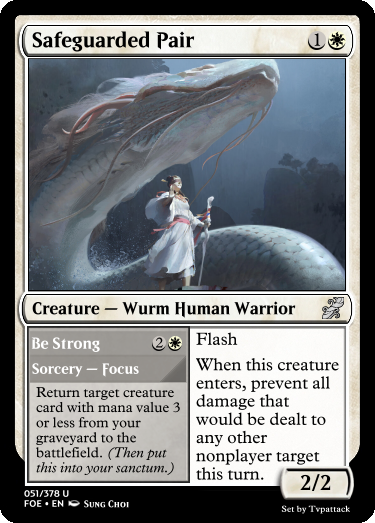 Safeguarded Pair 1
Creature — Wurm Human Warrior
Be Strong 2
Sorcery — Focus
Return target creature
card with mana value 3
or less from your
graveyard to the
battlefield. (Then put
this into your sanctum.)
Flash
When this creature
enters, prevent all
damage that
would be dealt to
any other
nonplayer target
this turn.
2/2
051/378 U
FOE • EN Sung Choi
Set by Tvpattack